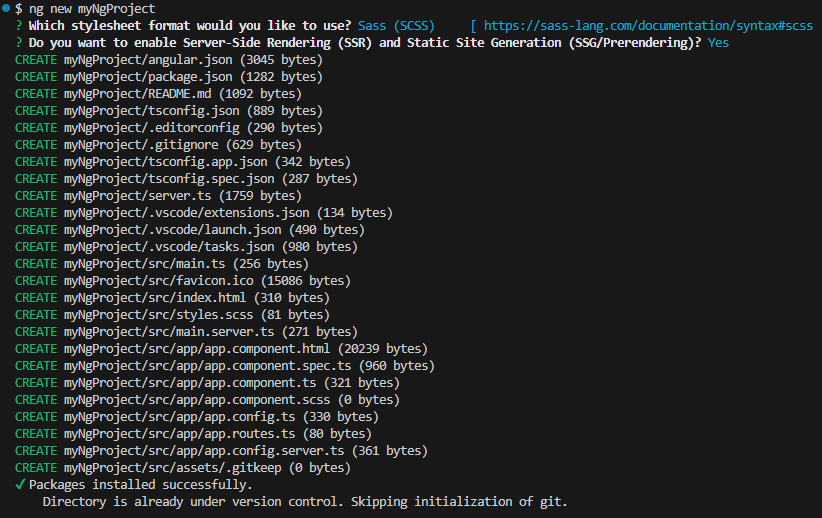 $ ng new myNgProject
? Which stylesheet format would you like to use? Sass (SCSS)     [ https://sass-lang.com/documentation/syntax#scss
? Do you want to enable Server-Side Rendering (SSR) and Static Site Generation (SSG/Prerendering)? Yes
CREATE myNgProject/angular.json (3045 bytes)
CREATE myNgProject/package.json (1282 bytes)
CREATE myNgProject/README.md (1092 bytes)
CREATE myNgProject/tsconfig.json (889 bytes)
CREATE myNgProject/.editorconfig (290 bytes)
CREATE myNgProject/.gitignore (629 bytes)
CREATE myNgProject/tsconfig.app.json (342 bytes)
CREATE myNgProject/tsconfig.spec.json (287 bytes)
CREATE myNgProject/server.ts (1759 bytes)
CREATE myNgProject/.vscode/extensions.json (134 bytes)
CREATE myNgProject/.vscode/launch.json (490 bytes)
CREATE myNgProject/.vscode/tasks.json (980 bytes)
CREATE myNgProject/src/main.ts (256 bytes)
CREATE myNgProject/src/favicon.ico (15086 bytes)
CREATE myNgProject/src/index.html (310 bytes)
CREATE myNgProject/src/styles.scss (81 bytes)
CREATE myNgProject/src/main.server.ts (271 bytes)
CREATE myNgProject/src/app/app.component.html (20239 bytes)
CREATE myNgProject/src/app/app.component.spec.ts (960 bytes)
CREATE myNgProject/src/app/app.component.ts (321 bytes)
CREATE myNgProject/src/app/app.component.scss (0 bytes)
CREATE myNgProject/src/app/app.config.ts (330 bytes)
CREATE myNgProject/src/app/app.routes.ts (80 bytes)
CREATE myNgProject/src/app/app.config.server.ts (361 bytes)
CREATE myNgProject/src/assets/.gitkeep (0 bytes)
✓ Packages installed successfully.
    Directory is already under version control. Skipping initialization of git.